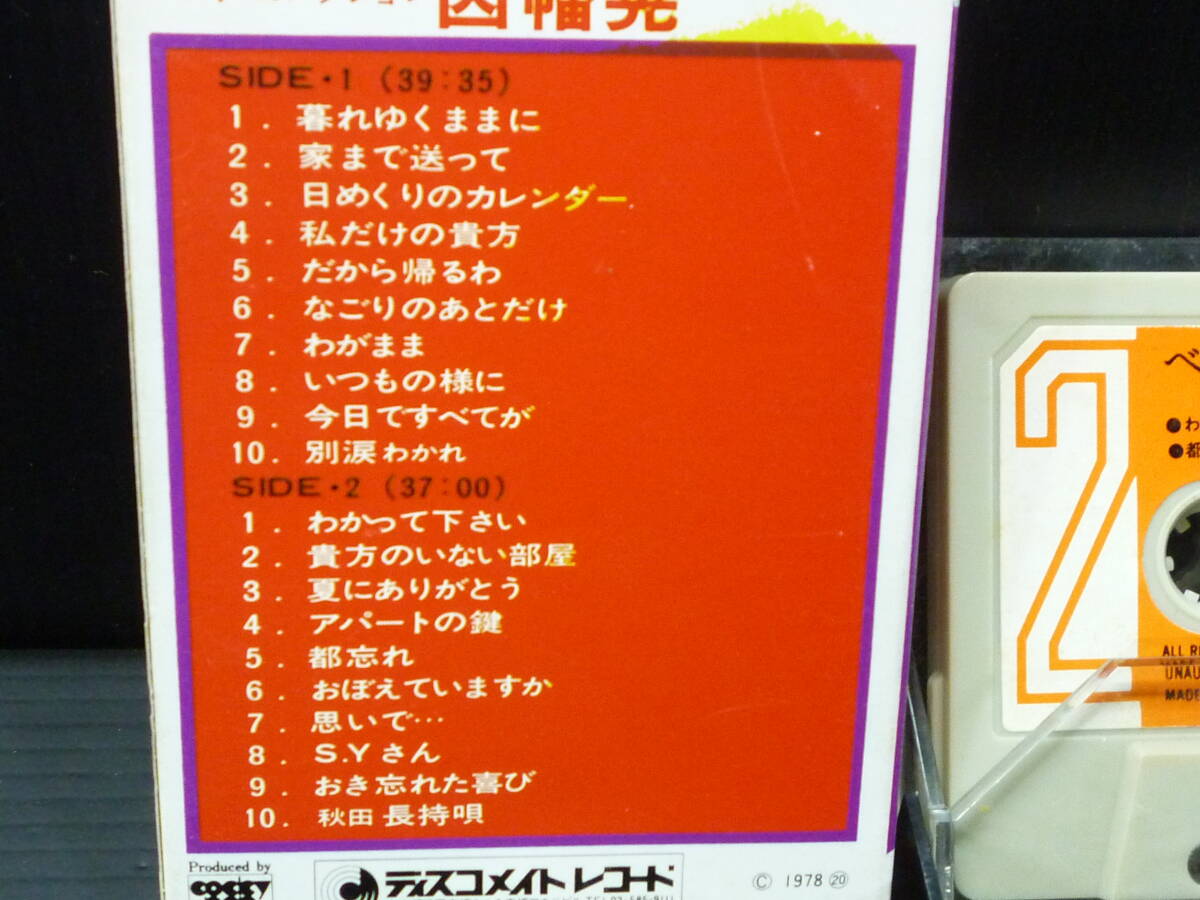 因幡晃
SIDE・1 (39:35)
1. 暮れゆくままに
2. 家まで送って
3. 日めくりのカレンダー
4. 私だけの貴方
5. だから帰るわ
6. なごりのあとだけ
7. わがまま
8. いつもの様に
9. 今日ですべてが
10. 別涙わかれ
SIDE・2 (37:00)
1. わかって下さい
2. 貴方のいない部屋
3. 夏にありがとう
4. アパートの鍵
5. 都忘れ
6. おぼえていますか
7. 思いで…
8. S.Yさん
9. おき忘れた喜び
10. 秋田長持唄
Produced by
ディスコメイトレコード
© 1978 ⑳
2
ベ
●わ
●都
ALL RI
UNAU
MADE